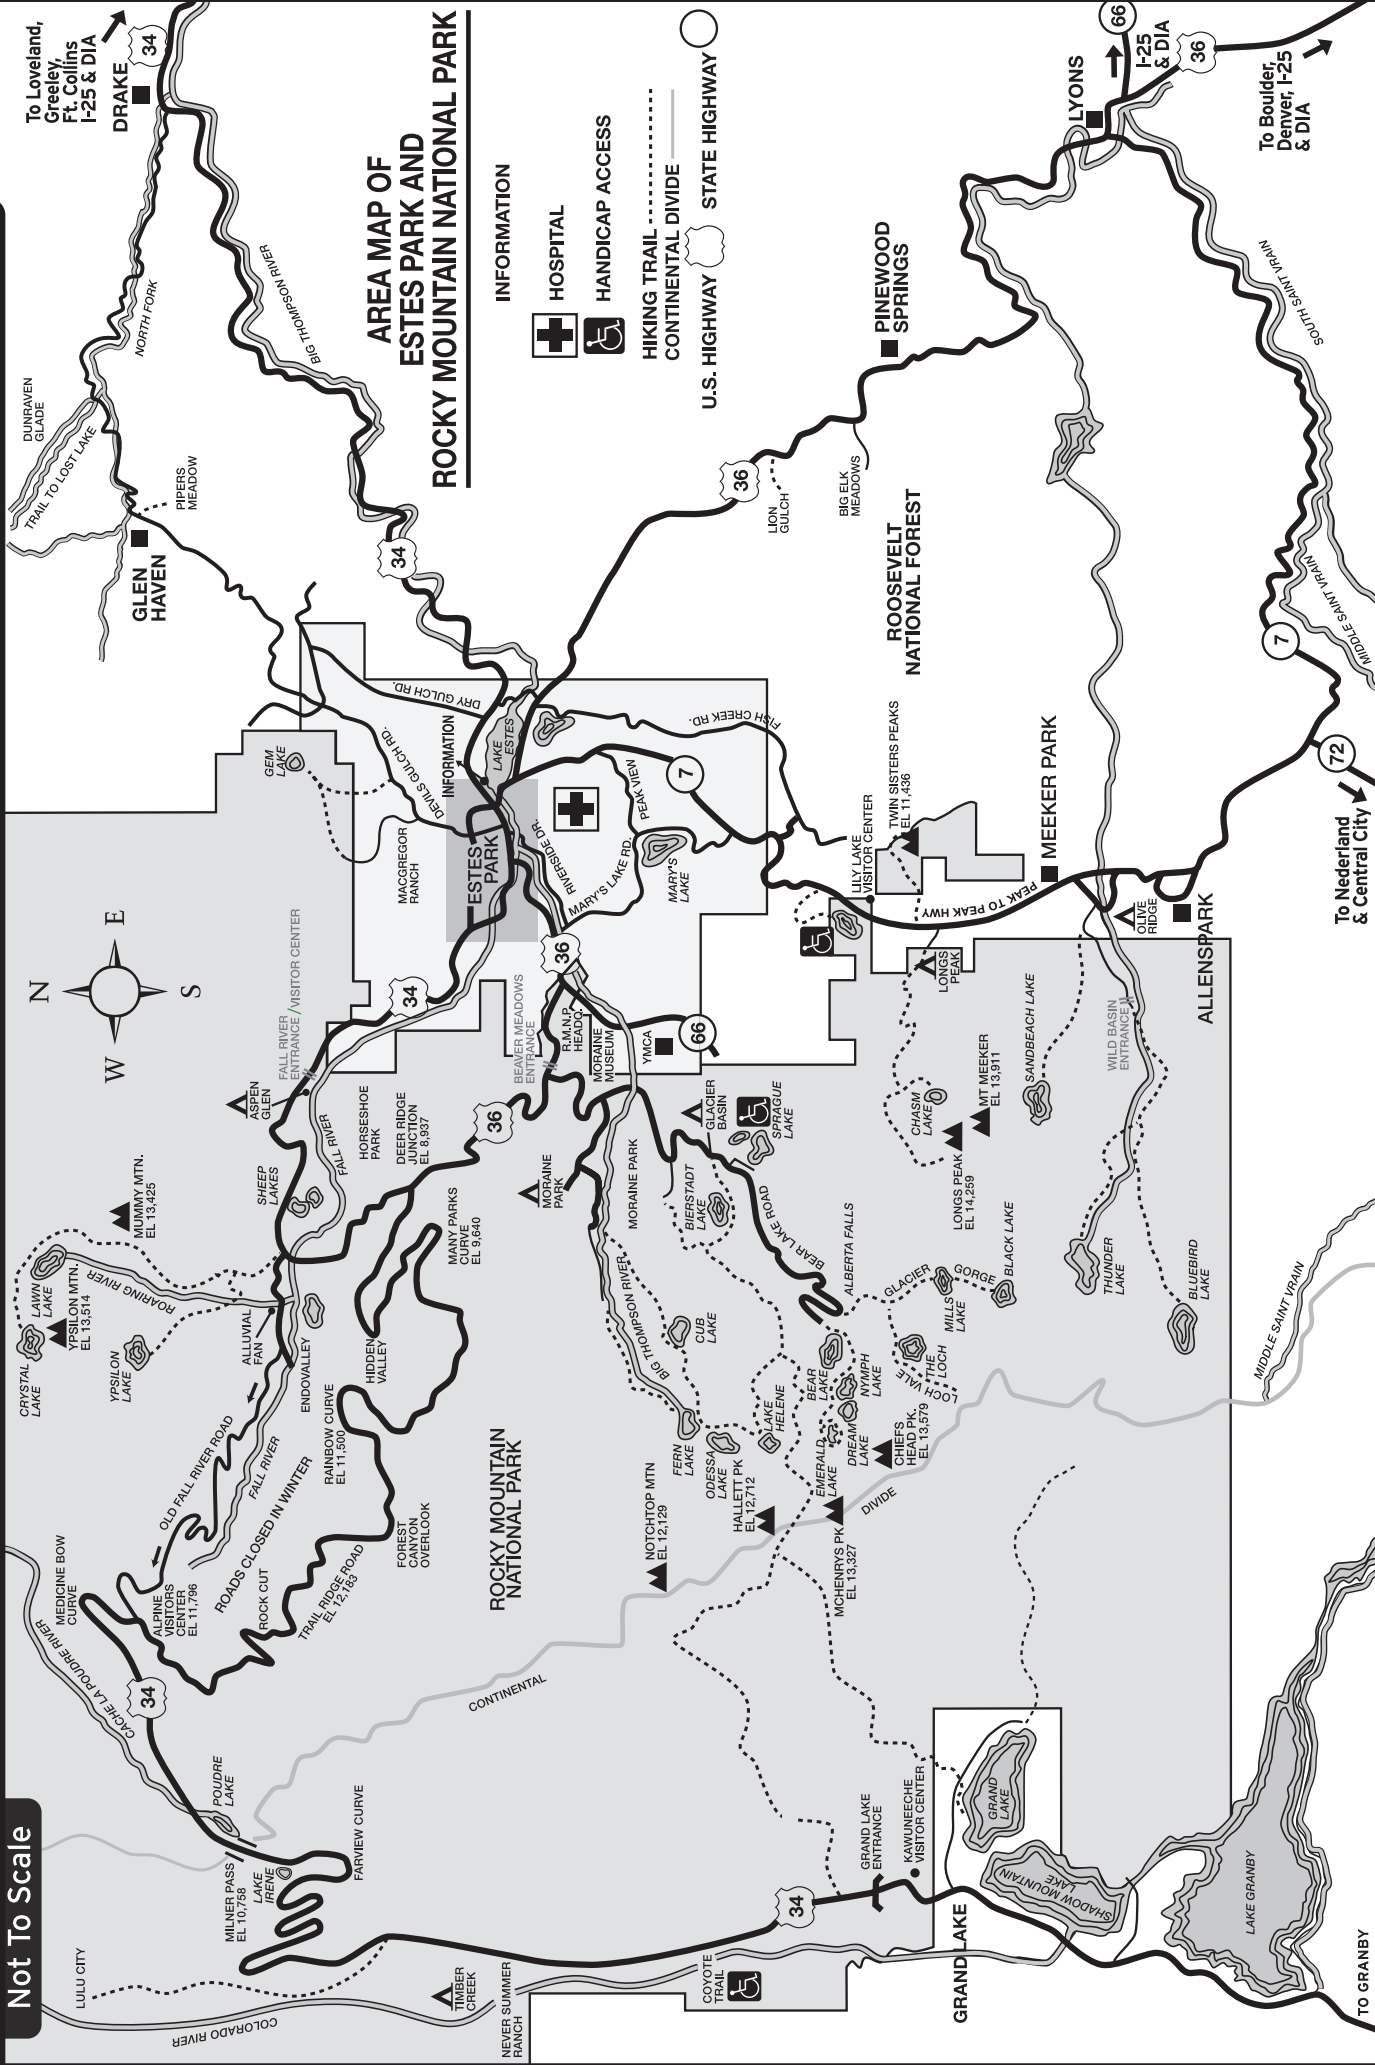 Not To Scale
N
W
E
S
AREA MAP OF
ESTES PARK AND
ROCKY MOUNTAIN NATIONAL PARK
INFORMATION
HOSPITAL
HANDICAP ACCESS
HIKING TRAIL
CONTINENTAL DIVIDE
U.S. HIGHWAY
STATE HIGHWAY
To Loveland,
Greeley,
Ft. Collins
I-25 & DIA
34
DRAKE
NORTH FORK
BIG THOMPSON RIVER
DUNRAVEN
GLADE
TRAIL TO LOST LAKE
PIPERS
MEADOW
GLEN
HAVEN
34
66
I-25
& DIA
36
LYONS
To Boulder,
Denver, I-25
& DIA
PINEWOOD
SPRINGS
SOUTH SAINT VRAIN
36
LION
GULCH
BIG ELK
MEADOWS
ROOSEVELT
NATIONAL FOREST
MIDDLE SAINT VRAIN
7
72
To Nederland
& Central City
DRY GULCH RD.
DEVILS GULCH RD.
INFORMATION
LAKE
ESTES
FISH CREEK RD.
GEM
LAKE
MACGREGOR
RANCH
ESTES
PARK
RIVERSIDE DR.
PEAK VIEW
7
MARY'S LAKE RD.
MARY'S
LAKE
TWIN SISTERS PEAKS
EL 11,436
LILY LAKE
VISITOR CENTER
MEEKER PARK
PEAK TO PEAK HWY
OLIVE
RIDGE
ALLENSPARK
LONGS
PEAK
36
34
FALL RIVER
ENTRANCE/VISITOR CENTER
BEAVER MEADOWS
ENTRANCE
R.M.N.P.
HEADQ.
MORAINE
MUSEUM
YMCA
66
WILD BASIN
ENTRANCE
SANDBEACH LAKE
MT MEEKER
EL 13,911
CHASM
LAKE
LONGS PEAK
EL 14,259
ASPEN
GLEN
HORSESHOE
PARK
DEER RIDGE
JUNCTION
EL 8,937
36
FALL RIVER
SHEEP
LAKES
MUMMY MTN.
EL 13,425
GLACIER
BASIN
SPRAGUE
LAKE
MORAINE
PARK
MORAINE PARK
BIERSTADT
LAKE
BEAR LAKE ROAD
MANY PARKS
CURVE
EL 9,640
LAWN
LAKE
YPSILON MTN.
EL 13,514
ROARING RIVER
CRYSTAL
LAKE
YPSILON
LAKE
ALLUVIAL
FAN
ENDOVALLEY
HIDDEN
VALLEY
BIG THOMPSON RIVER
CUB
LAKE
ALBERTA FALLS
GLACIER
GORGE
MILLS
LAKE
BLACK LAKE
THUNDER
LAKE
BLUEBIRD
LAKE
MIDDLE SAINT VRAIN
THE
LOCH
LOCH VALE
BEAR
LAKE
NYMPH
LAKE
DREAM
LAKE
EMERALD
LAKE
LAKE
HELENE
CHIEFS
HEAD PK.
EL 13,579
FERN
LAKE
ODESSA
LAKE
HALLETT PK
EL 12,712
NOTCHTOP MTN
EL 12,129
MCHENRYS PK
EL 13,327
DIVIDE
CONTINENTAL
ROCKY MOUNTAIN
NATIONAL PARK
RAINBOW CURVE
EL 11,500
OLD FALL RIVER ROAD
FALL RIVER
ROADS CLOSED IN WINTER
FOREST
CANYON
OVERLOOK
TRAIL RIDGE ROAD
EL 12,183
ROCK CUT
ALPINE
VISITORS
CENTER
EL 11,796
MEDICINE BOW
CURVE
CACHE LA POUDRE RIVER
34
POUDRE
LAKE
FARVIEW CURVE
MILNER PASS
EL 10,758
LAKE
IRENE
LULU CITY
COLORADO RIVER
TIMBER
CREEK
NEVER SUMMER
RANCH
COYOTE
TRAIL
34
GRAND LAKE
ENTRANCE
KAWUNEECHE
VISITOR CENTER
GRAND
LAKE
SHADOW MOUNTAIN
LAKE
GRAND LAKE
LAKE GRANBY
TO GRANBY